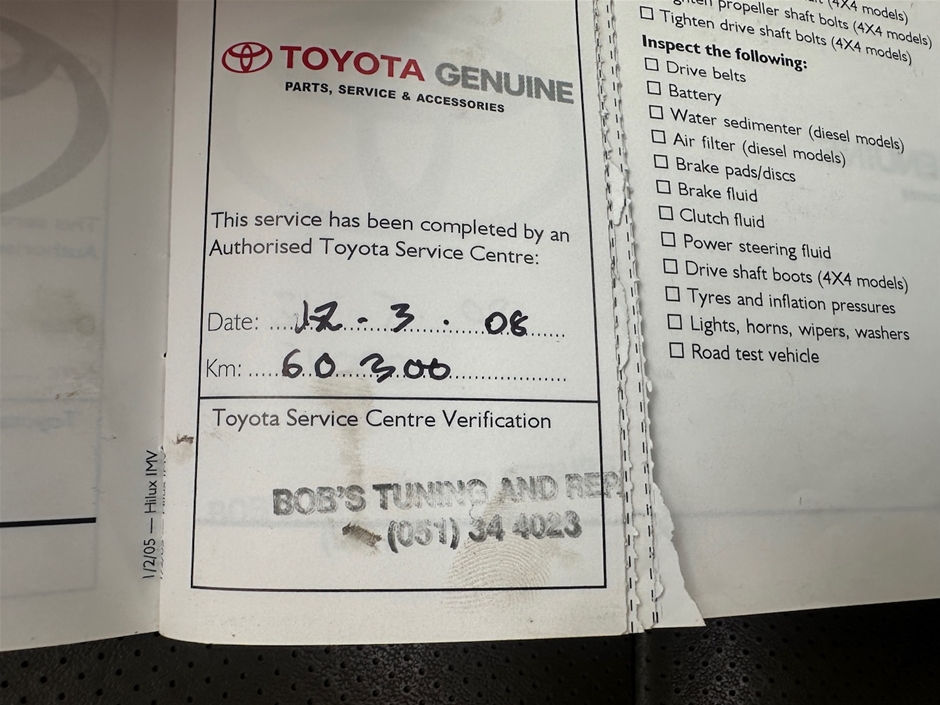 TOYOTA GENUINE
PARTS, SERVICE & ACCESSORIES
This service has been completed by an
Authorised Toyota Service Centre:
Date: 12 - 3 . 08
Km: 60 300
Toyota Service Centre Verification
BOB'S TUNING AND REP
(051) 34 4023
1/2/05 — Hilux IMV
propeller shaft bolts (4X4 models)
(4X4 models)
☐ Tighten drive shaft bolts (4X4 models)
Inspect the following:
☐ Drive belts
☐ Battery
☐ Water sedimenter (diesel models)
☐ Air filter (diesel models)
☐ Brake pads/discs
☐ Brake fluid
☐ Clutch fluid
☐ Power steering fluid
☐ Drive shaft boots (4X4 models)
☐ Tyres and inflation pressures
☐ Lights, horns, wipers, washers
☐ Road test vehicle